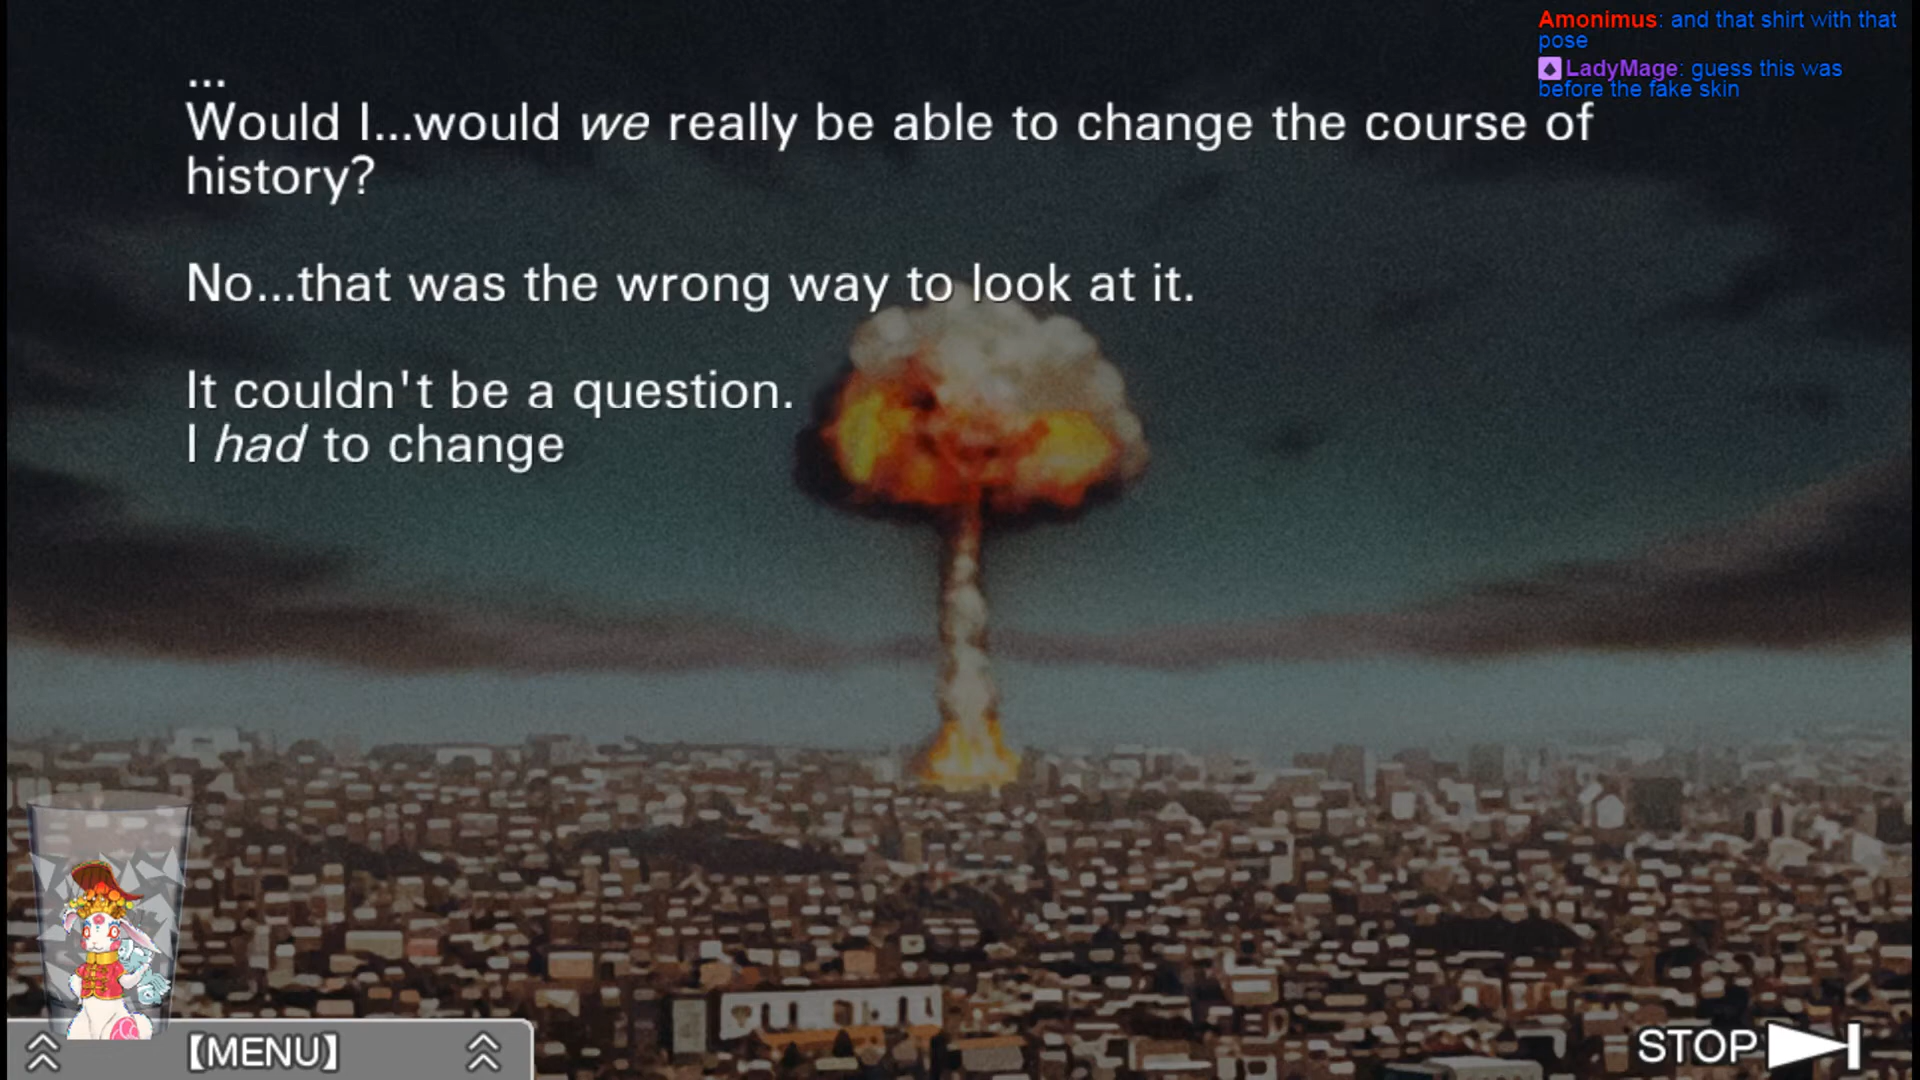 Amonimus: and that shirt with that
pose
LadyMage: guess this was
before the fake skin
...
Would I...would we really be able to change the course of
history?
No...that was the wrong way to look at it.
It couldn't be a question.
I had to change
【MENU】
STOP